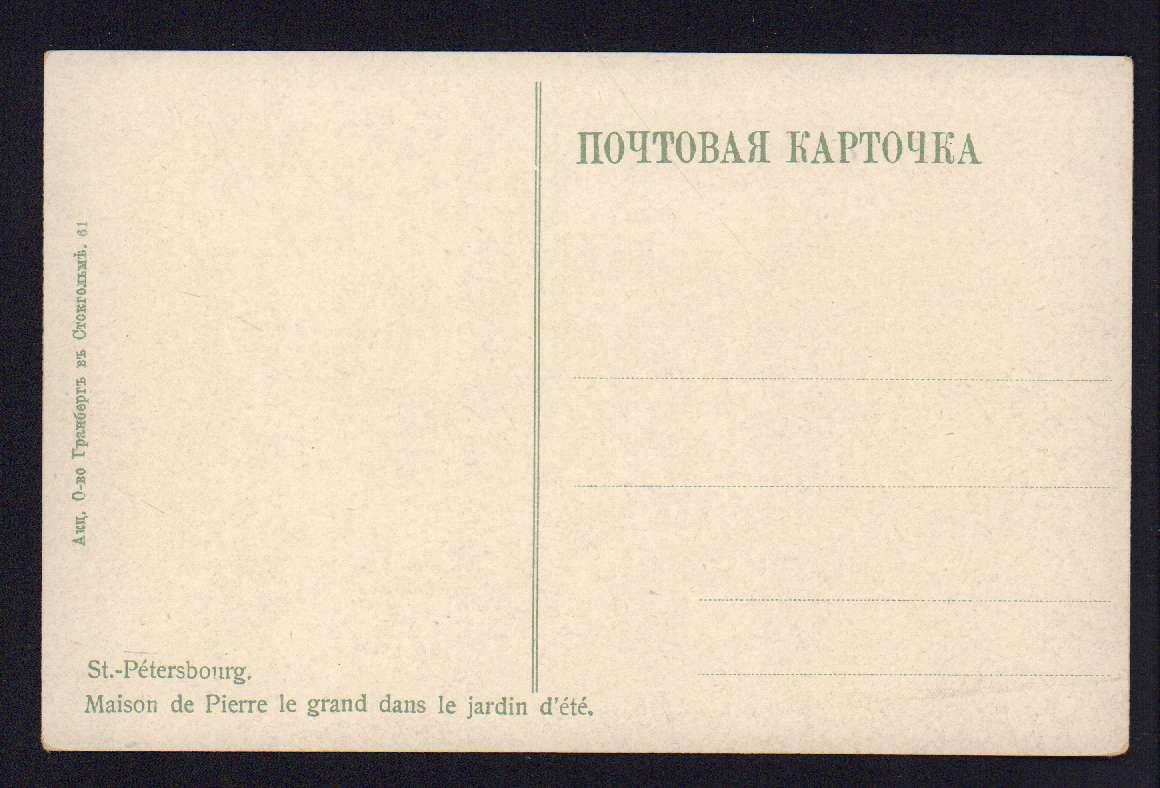 ПОЧТОВАЯ КАРТОЧКА
Акц. О-во Гранбергъ въ Стокгольмѣ. 61
St.-Pétersbourg.
Maison de Pierre le grand dans le jardin d'été.